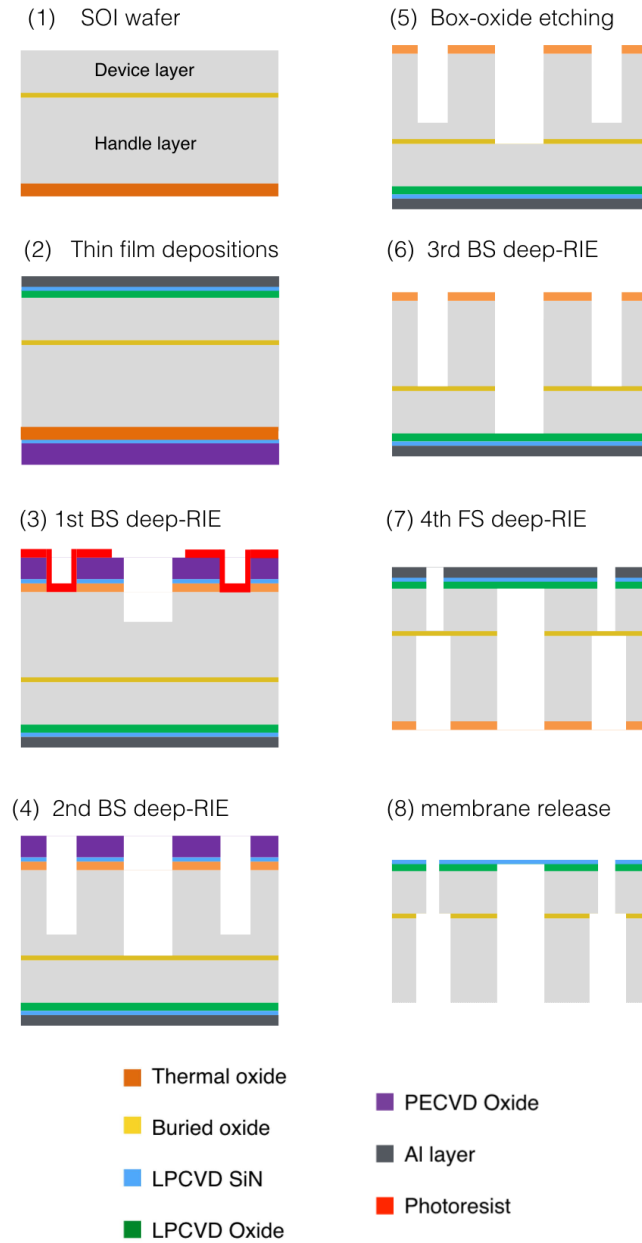 (1) SOI wafer
Device layer
Handle layer
(2) Thin film depositions
(3) 1st BS deep-RIE
(4) 2nd BS deep-RIE
(5) Box-oxide etching
(6) 3rd BS deep-RIE
(7) 4th FS deep-RIE
(8) membrane release
Thermal oxide
Buried oxide
LPCVD SiN
LPCVD Oxide
PECVD Oxide
Al layer
Photoresist